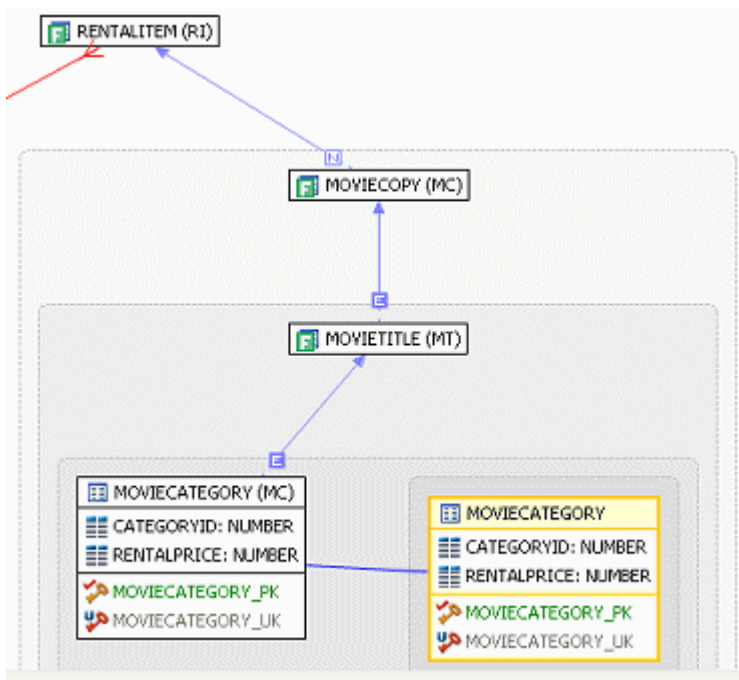 RENTALITEM (RI)
N
MOVIECOPY (MC)
E
MOVIETITLE (MT)
E
MOVIECATEGORY (MC)
CATEGORYID: NUMBER
RENTALPRICE: NUMBER
MOVIECATEGORY_PK
MOVIECATEGORY_UK
MOVIECATEGORY
CATEGORYID: NUMBER
RENTALPRICE: NUMBER
MOVIECATEGORY_PK
MOVIECATEGORY_UK